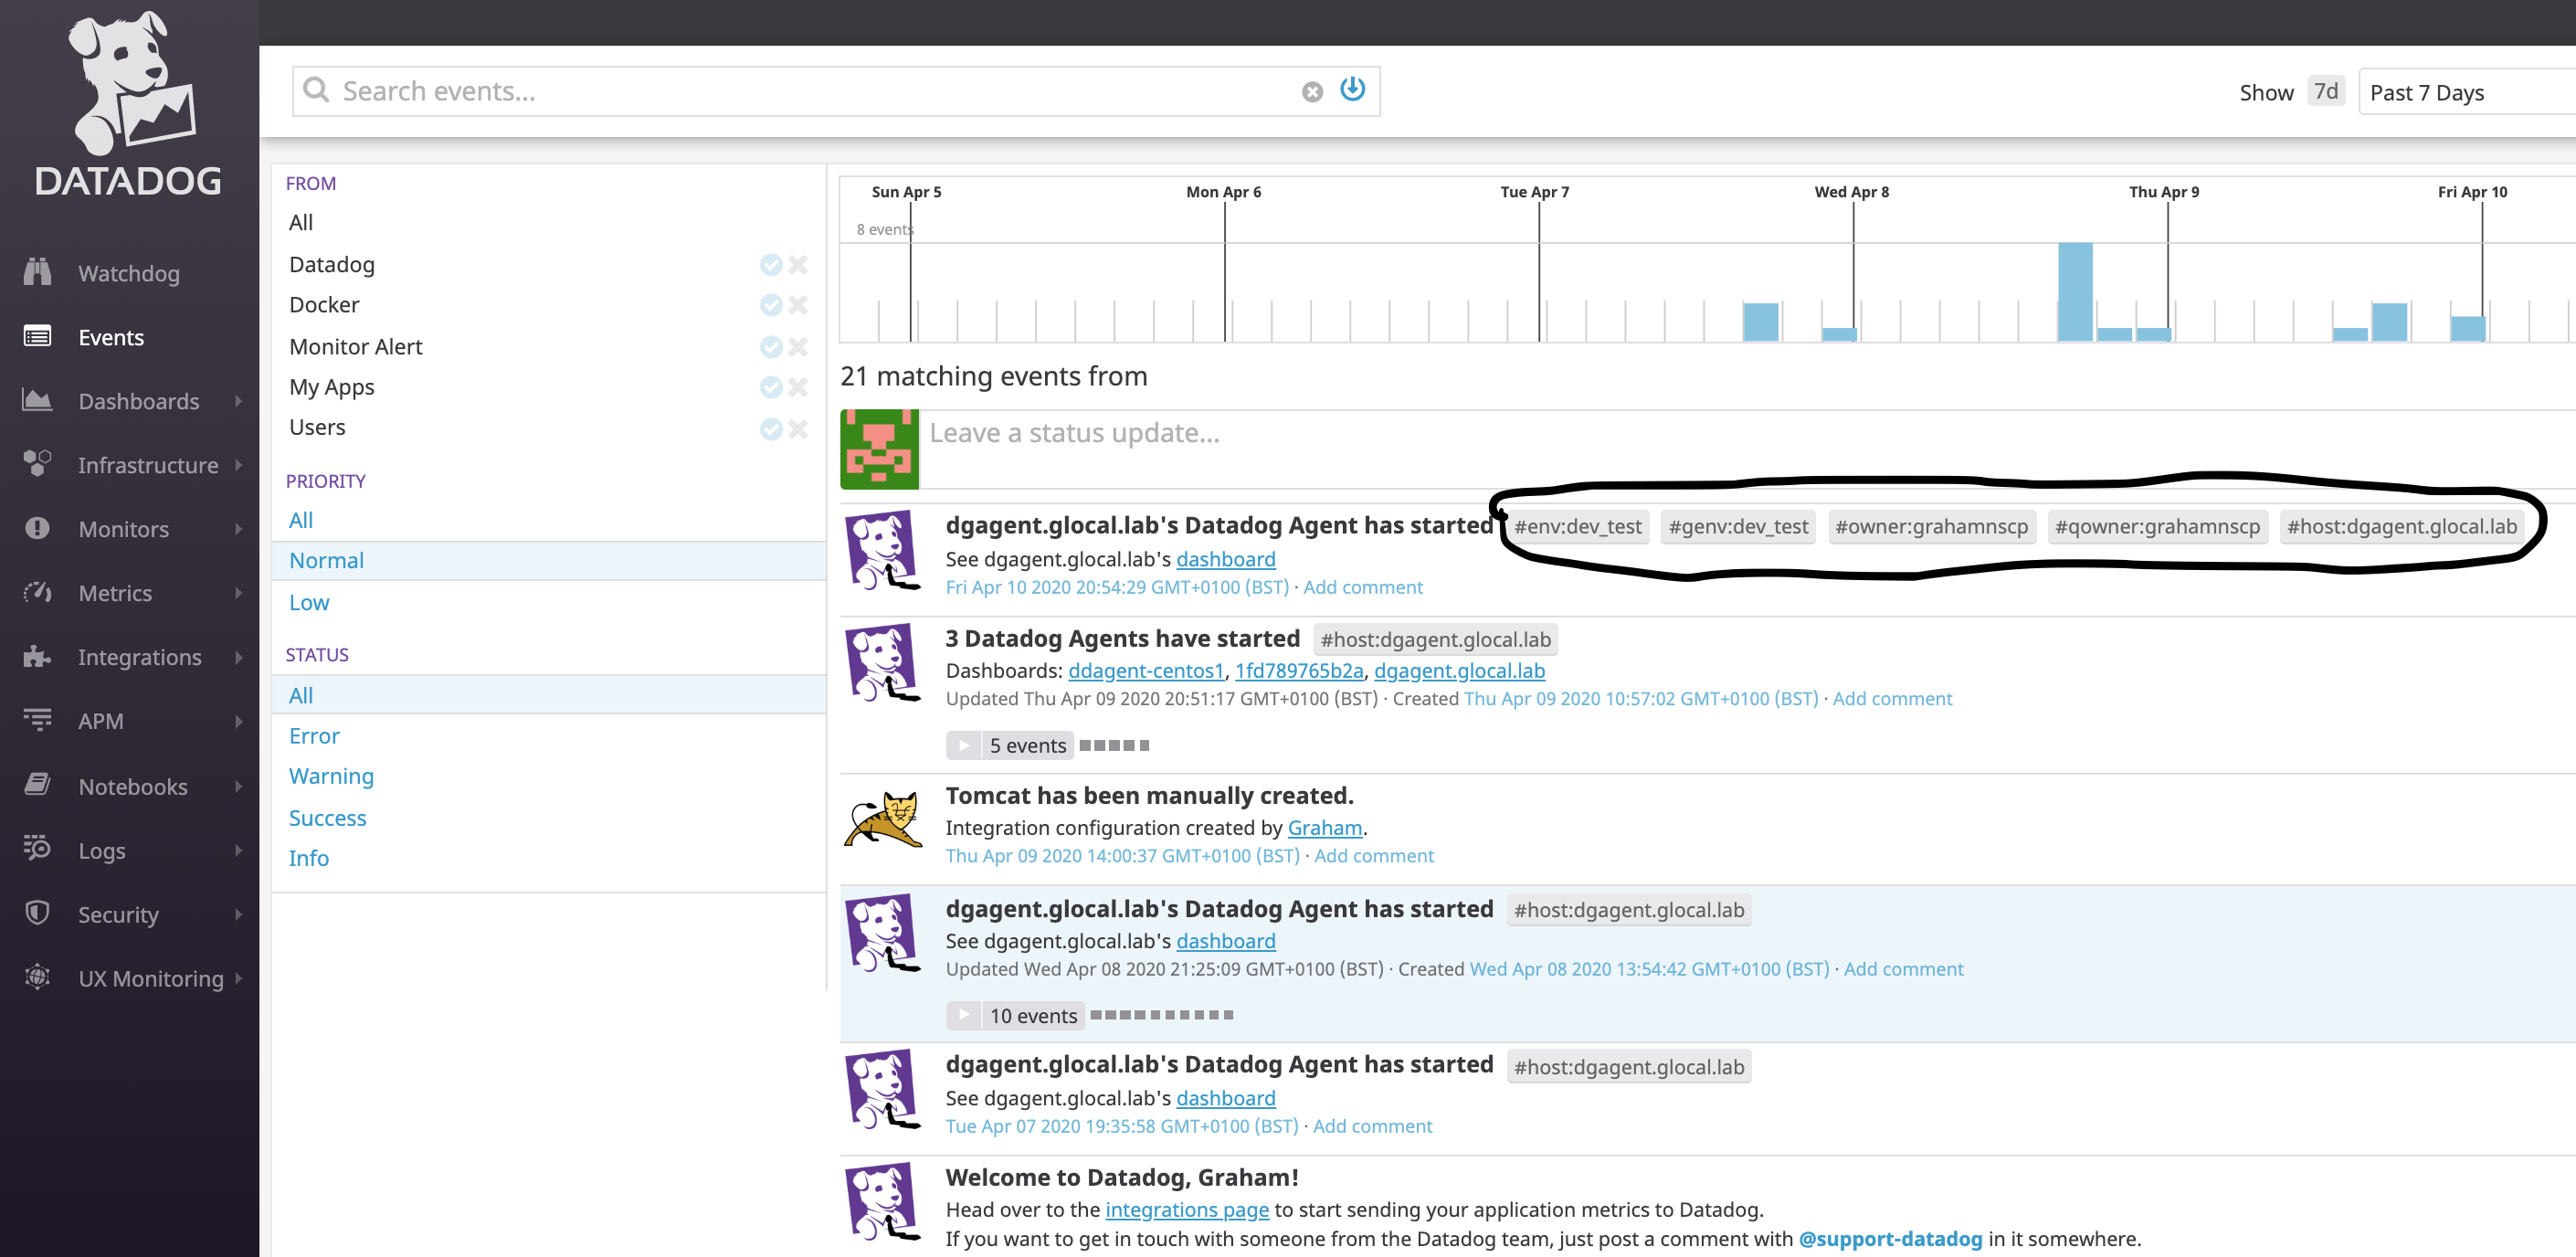 DATADOG
Watchdog
Events
Dashboards
Infrastructure
Monitors
Metrics
Integrations
APM
Notebooks
Logs
Security
UX Monitoring
Search events...
Show 7d Past 7 Days
FROM
All
Datadog
Docker
Monitor Alert
My Apps
Users
PRIORITY
All
Normal
Low
STATUS
All
Error
Warning
Success
Info
Sun Apr 5 Mon Apr 6 Tue Apr 7 Wed Apr 8 Thu Apr 9 Fri Apr 10
8 events
21 matching events from
Leave a status update...
dgagent.glocal.lab's Datadog Agent has started #env:dev_test #genv:dev_test #owner:grahamnscp #qowner:grahamnscp #host:dgagent.glocal.lab
See dgagent.glocal.lab's dashboard
Fri Apr 10 2020 20:54:29 GMT+0100 (BST) · Add comment
3 Datadog Agents have started #host:dgagent.glocal.lab
Dashboards: ddagent-centos1, 1fd789765b2a, dgagent.glocal.lab
Updated Thu Apr 09 2020 20:51:17 GMT+0100 (BST) · Created Thu Apr 09 2020 10:57:02 GMT+0100 (BST) · Add comment
5 events
Tomcat has been manually created.
Integration configuration created by Graham.
Thu Apr 09 2020 14:00:37 GMT+0100 (BST) · Add comment
dgagent.glocal.lab's Datadog Agent has started #host:dgagent.glocal.lab
See dgagent.glocal.lab's dashboard
Updated Wed Apr 08 2020 21:25:09 GMT+0100 (BST) · Created Wed Apr 08 2020 13:54:42 GMT+0100 (BST) · Add comment
10 events
dgagent.glocal.lab's Datadog Agent has started #host:dgagent.glocal.lab
See dgagent.glocal.lab's dashboard
Tue Apr 07 2020 19:35:58 GMT+0100 (BST) · Add comment
Welcome to Datadog, Graham!
Head over to the integrations page to start sending your application metrics to Datadog.
If you want to get in touch with someone from the Datadog team, just post a comment with @support-datadog in it somewhere.